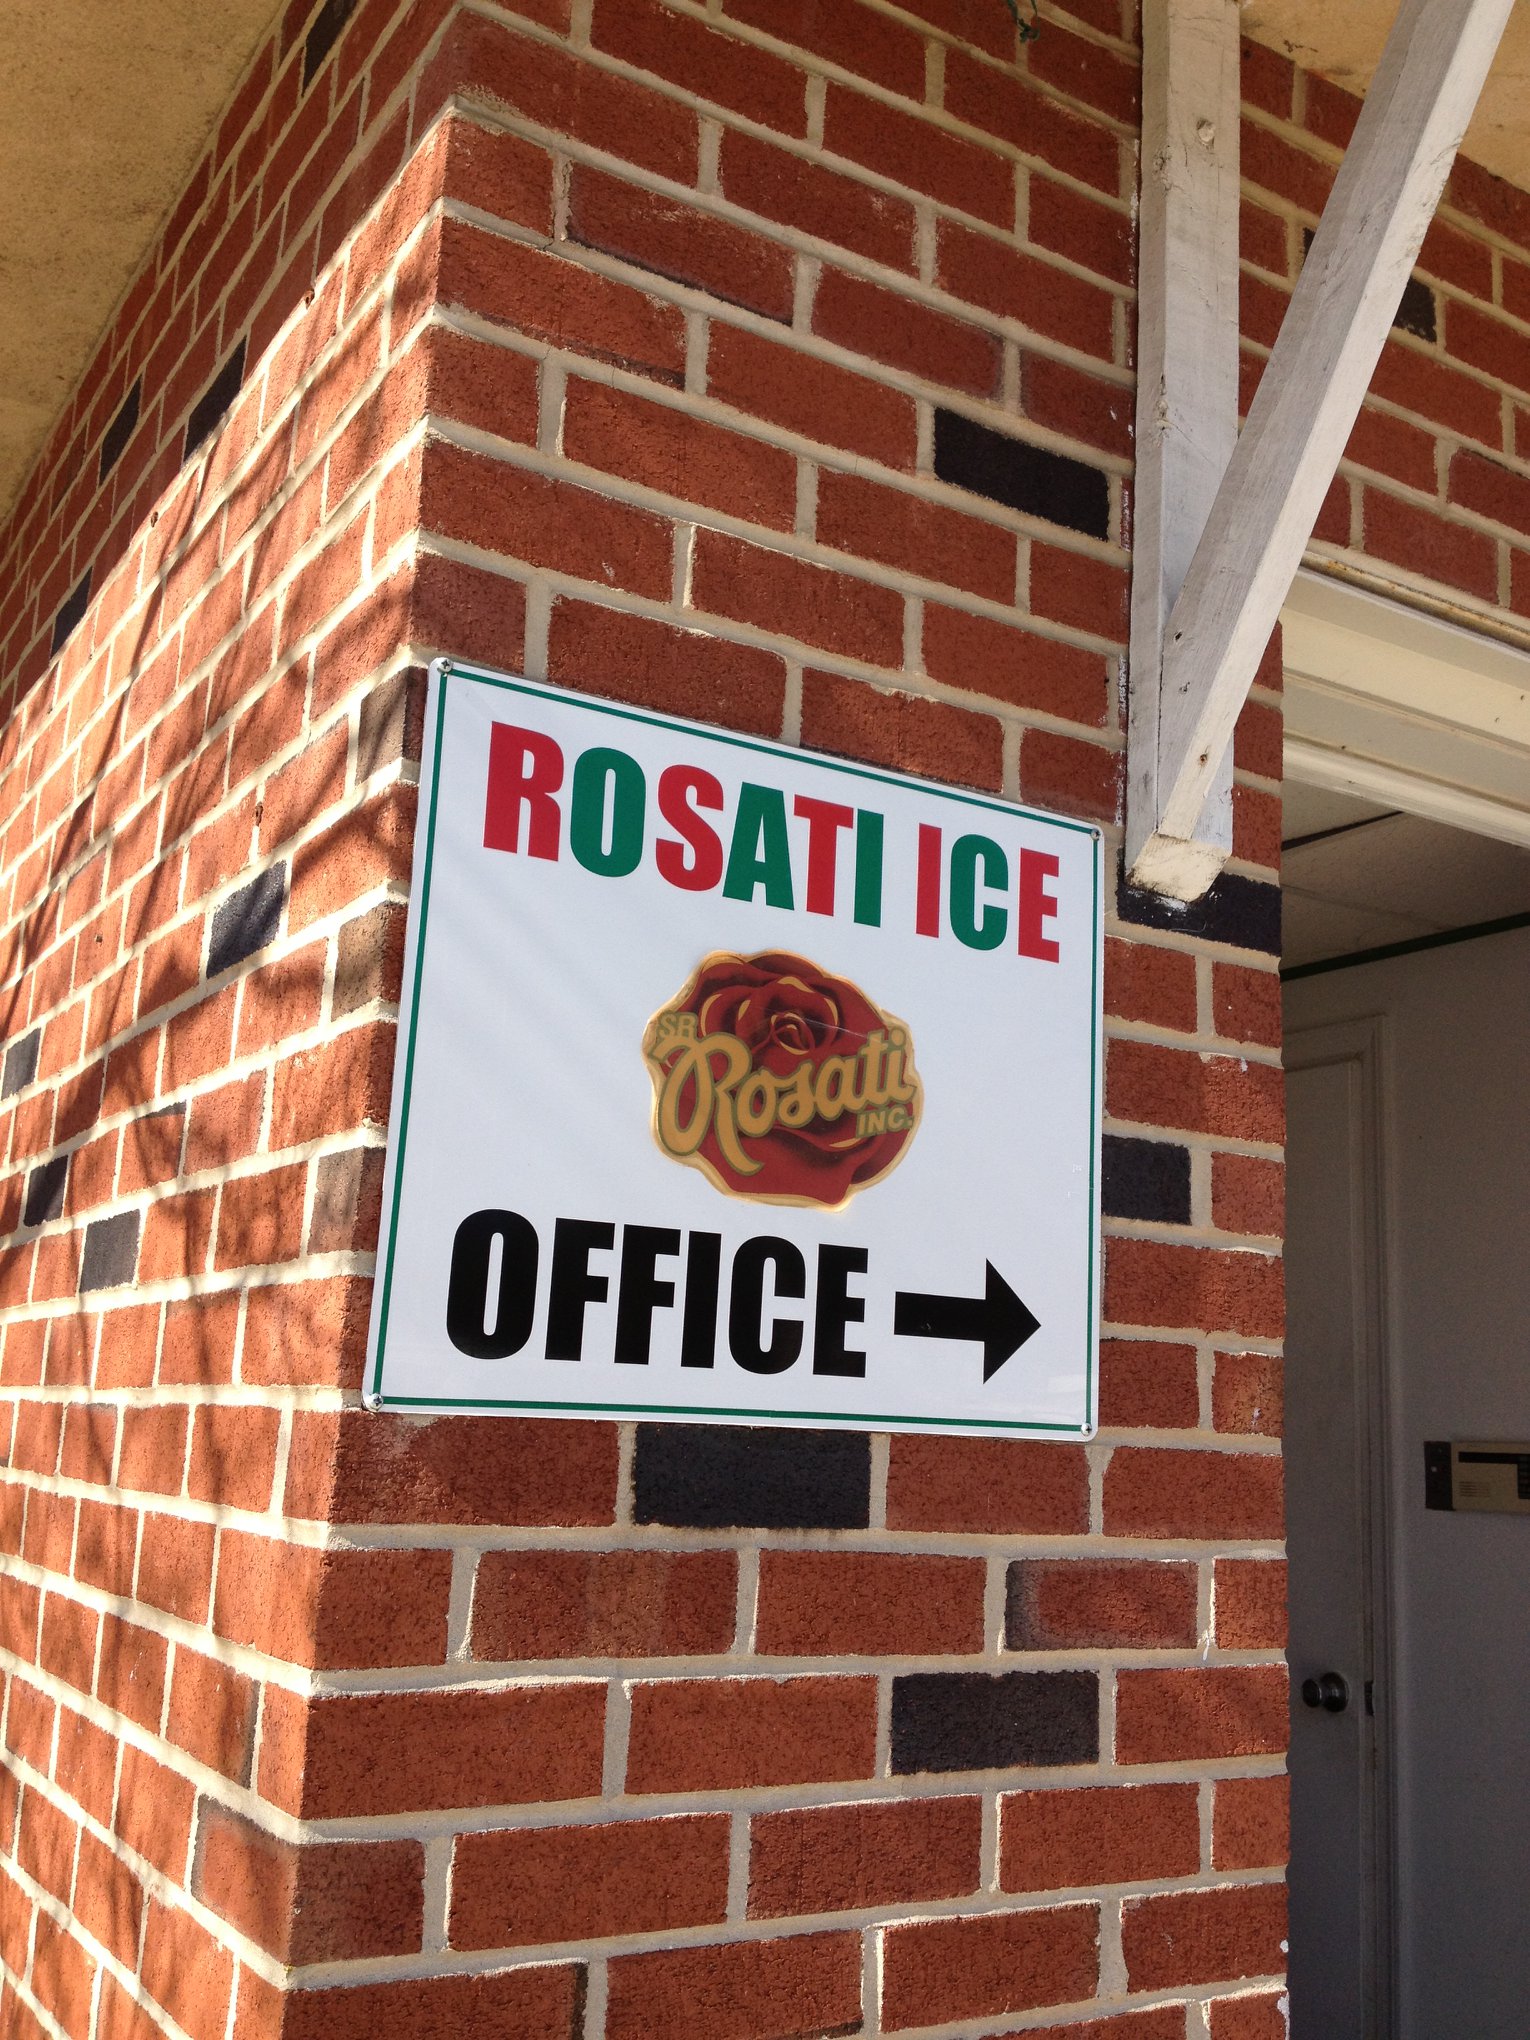 ROSATI ICE
SR
Rosati
INC.
OFFICE